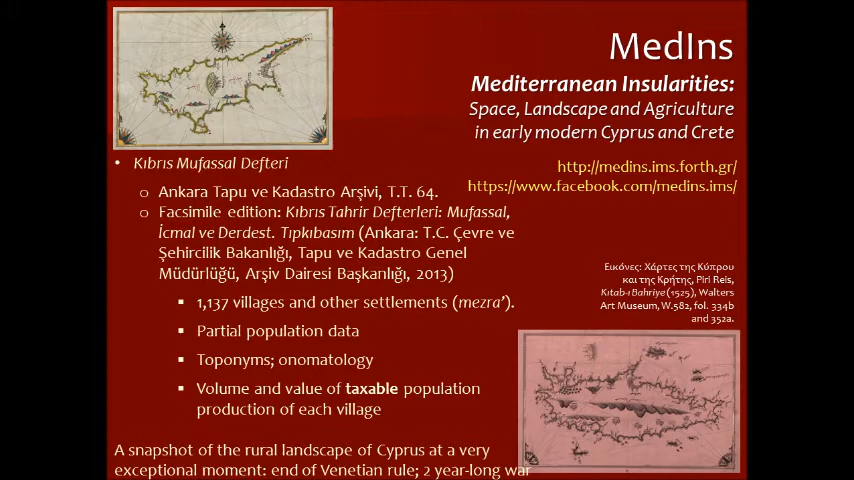 MedIns
Mediterranean Insularities:
Space, Landscape and Agriculture
in early modern Cyprus and Crete
http://medins.ims.forth.gr/
https://www.facebook.com/medins.ims/
• Kıbrıs Mufassal Defteri
o Ankara Tapu ve Kadastro Arşivi, T.T. 64.
o Facsimile edition: Kıbrıs Tahrir Defterleri: Mufassal,
İcmal ve Derdest. Tıpkıbasım (Ankara: T.C. Çevre ve
Şehircilik Bakanlığı, Tapu ve Kadastro Genel
Müdürlüğü, Arşiv Dairesi Başkanlığı, 2013)
▪ 1,137 villages and other settlements (mezra’).
▪ Partial population data
▪ Toponyms; onomatology
▪ Volume and value of taxable population
production of each village
A snapshot of the rural landscape of Cyprus at a very
exceptional moment: end of Venetian rule; 2 year-long war
Εικόνες: Χάρτες της Κύπρου
και της Κρήτης, Piri Reis,
Kıtab-ı Bahriye (1525), Walters
Art Museum, W.582, fol. 334b
and 352a.